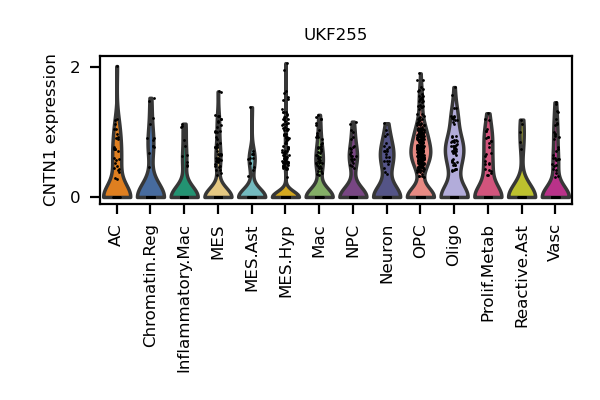 UKF255
CNTN1 expression
2
0
AC
Chromatin.Reg
Inflammatory.Mac
MES
MES.Ast
MES.Hyp
Mac
NPC
Neuron
OPC
Oligo
Prolif.Metab
Reactive.Ast
Vasc